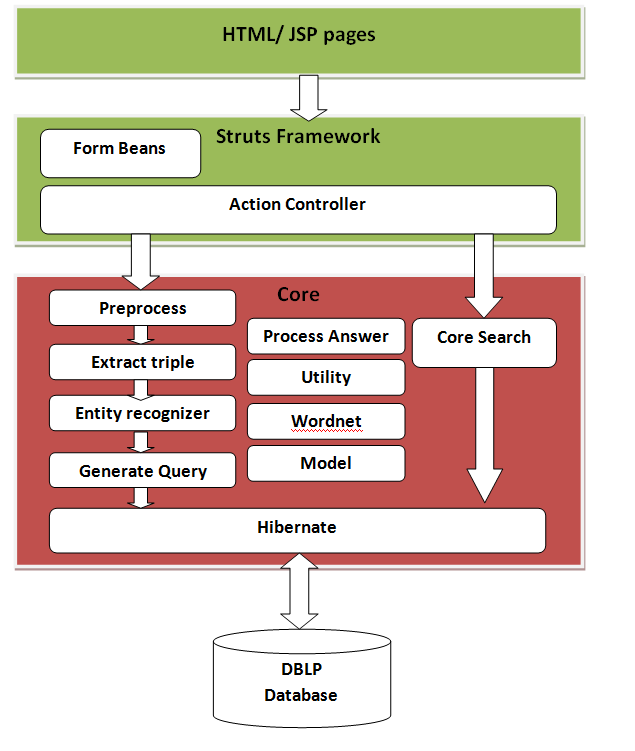 HTML/ JSP pages
Struts Framework
Form Beans
Action Controller
Core
Preprocess
Extract triple
Entity recognizer
Generate Query
Process Answer
Utility
Wordnet
Model
Core Search
Hibernate
DBLP
Database